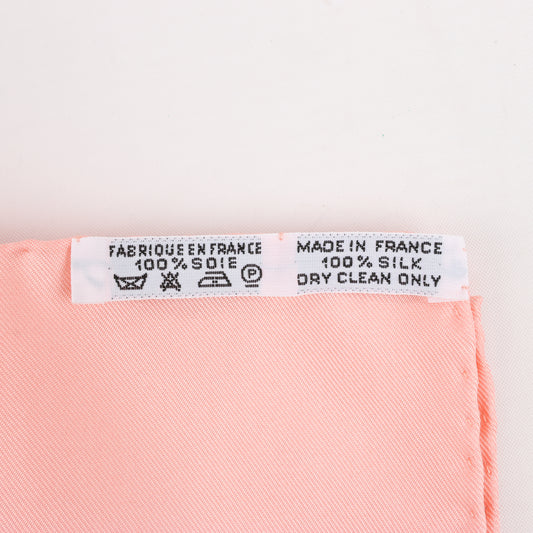 FABRIQUE EN FRANCE
100% SOIE
P
MADE IN FRANCE
100% SILK
DRY CLEAN ONLY